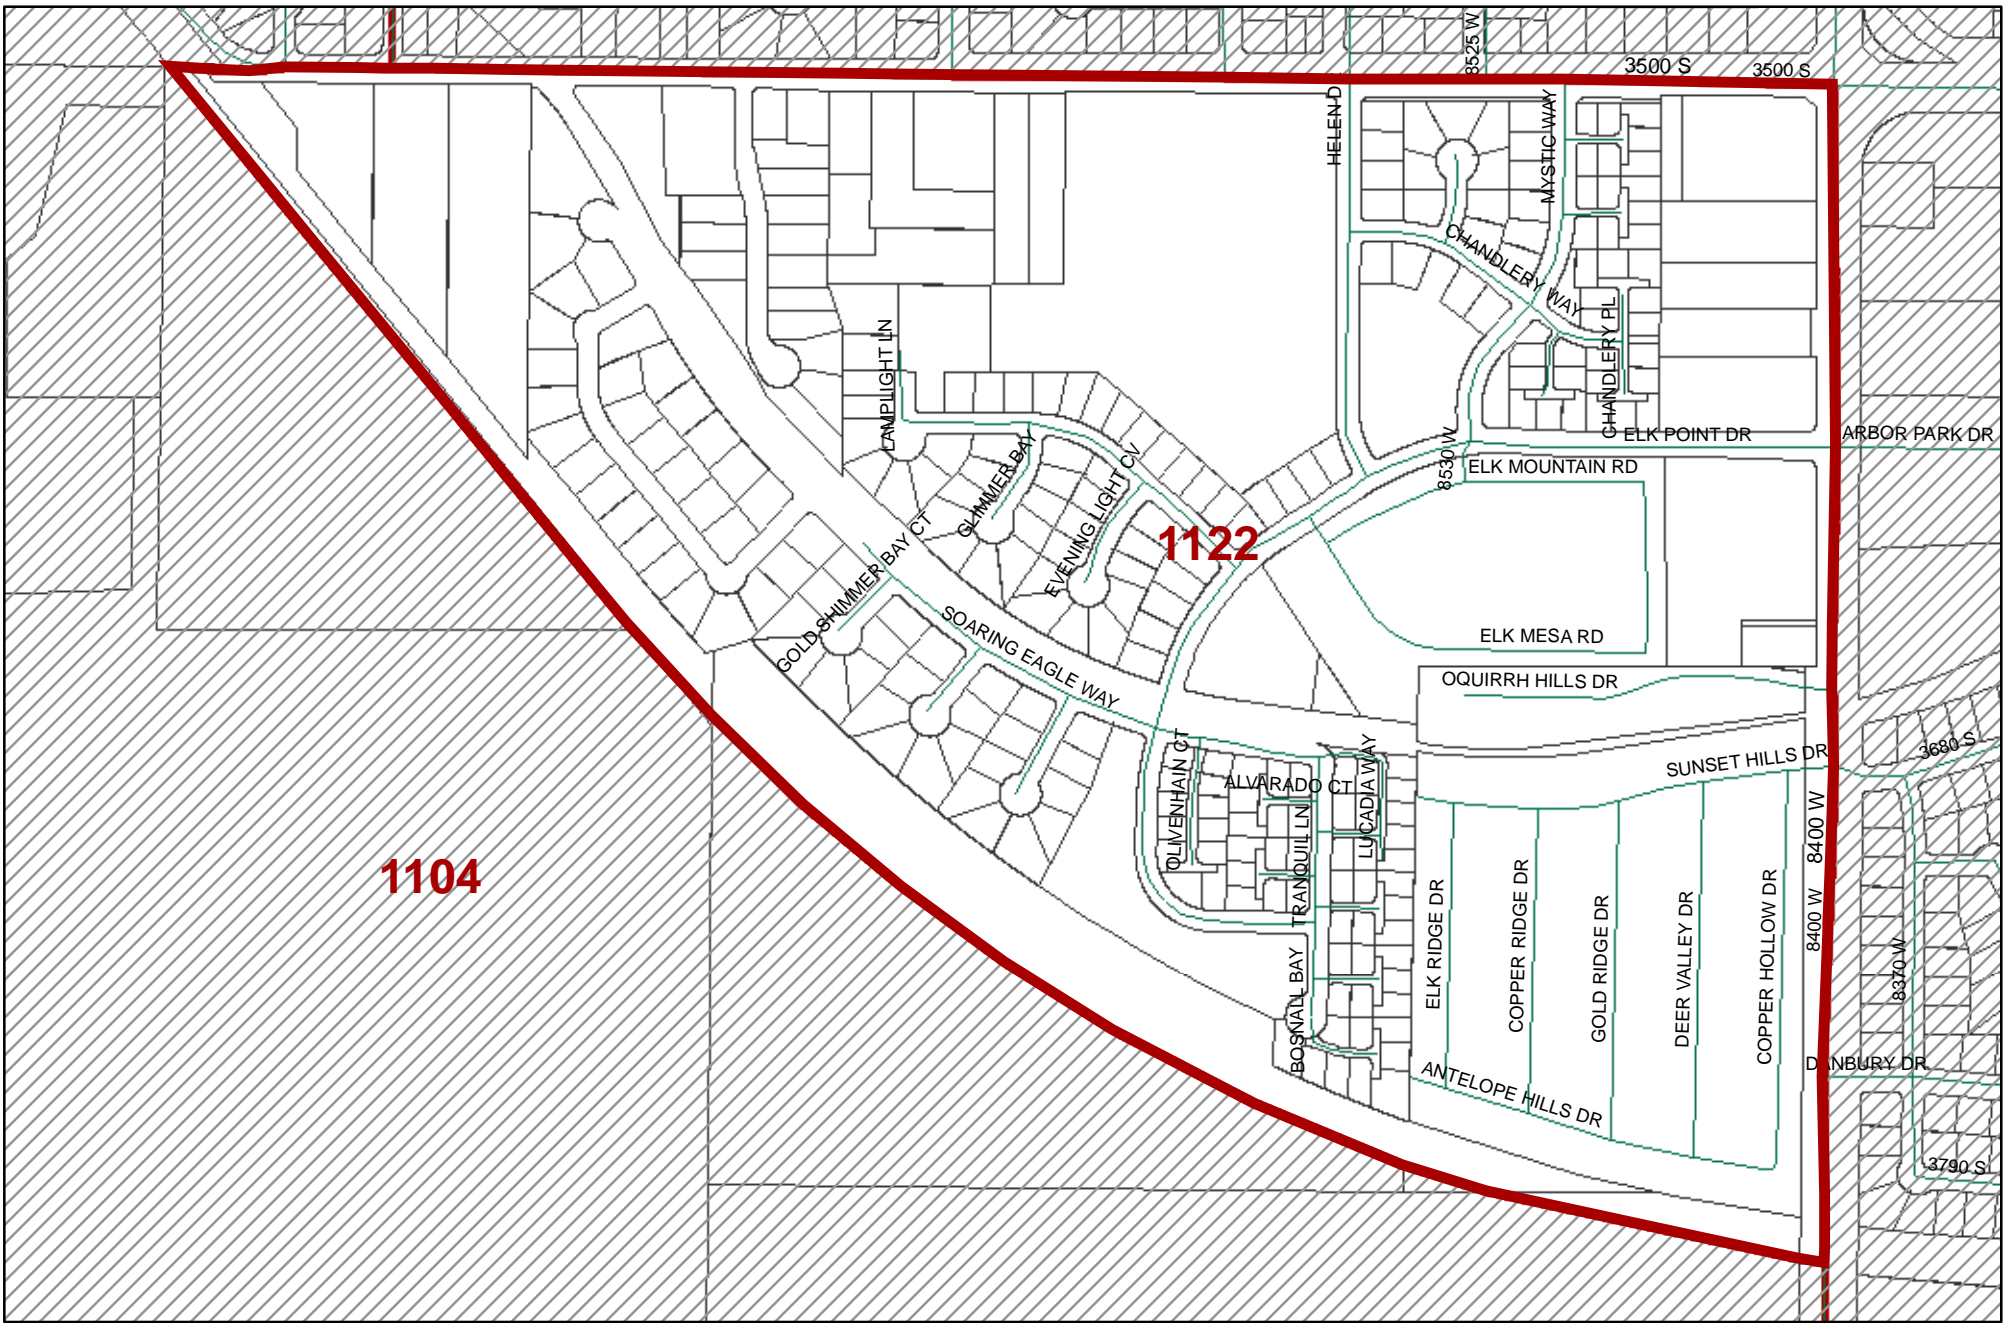 8525 W
3500 S
3500 S
HELEN D
MYSTIC WAY
CHANDLERY WAY
CHANDLERY PL
LAMPLIGHT LN
GLIMMER BAY
EVENING LIGHT CV
8530 W
ELK POINT DR
ARBOR PARK DR
ELK MOUNTAIN RD
1122
GOLD SHIMMER BAY CT
SOARING EAGLE WAY
ELK MESA RD
OQUIRRH HILLS DR
OLIVENHAIN CT
ALVARADO CT
LUCADIA WAY
TRANQUIL LN
SUNSET HILLS DR
3680 S
8400 W
1104
ELK RIDGE DR
COPPER RIDGE DR
GOLD RIDGE DR
DEER VALLEY DR
COPPER HOLLOW DR
8400 W
8370 W
BOSNALL BAY
ANTELOPE HILLS DR
DANBURY DR
3790 S